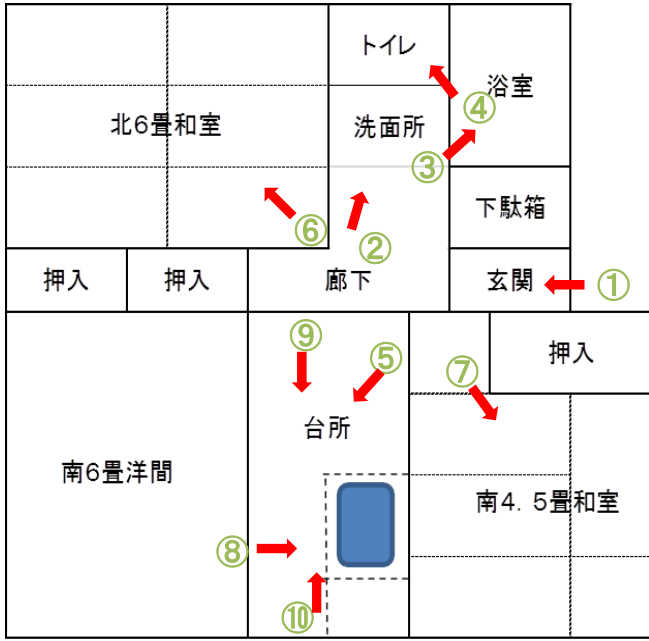 トイレ
浴室
④
北6畳和室
洗面所
③
下駄箱
⑥
②
押入
押入
廊下
玄関
①
⑨
⑤
⑦
押入
台所
南6畳洋間
南4.5畳和室
⑧
⑩